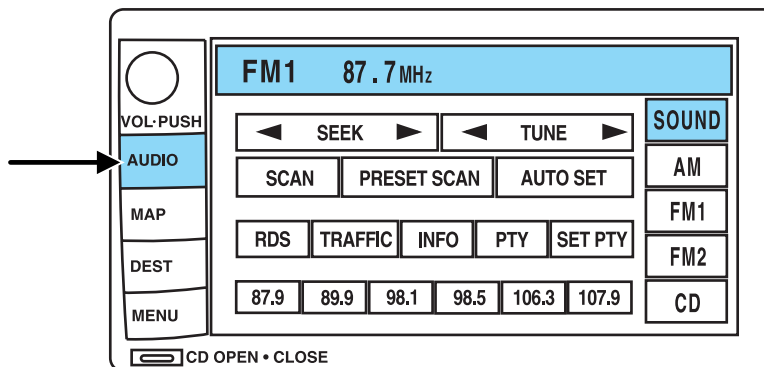 FM1 87.7 MHz
VOL·PUSH
AUDIO
MAP
DEST
MENU
SEEK TUNE
SCAN PRESET SCAN AUTO SET
RDS TRAFFIC INFO PTY SET PTY
87.9 89.9 98.1 98.5 106.3 107.9
SOUND
AM
FM1
FM2
CD
CD OPEN • CLOSE